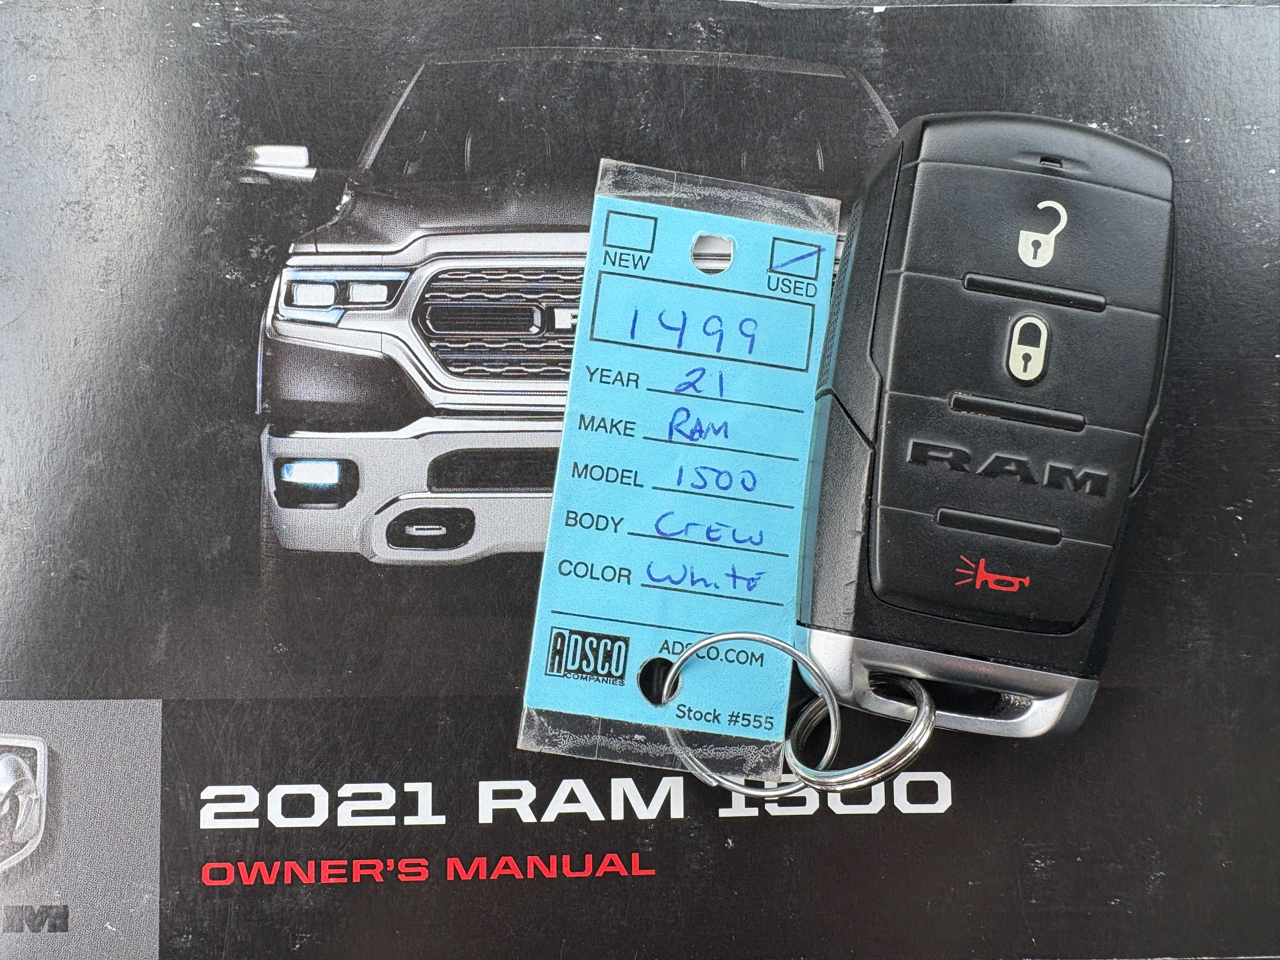 NEW
USED
1499
YEAR 21
MAKE RAM
MODEL 1500
BODY CrEW
COLOR White
ADSCO
COMPANIES
ADSCO.COM
Stock #555
RAM
2021 RAM 1500
OWNER'S MANUAL